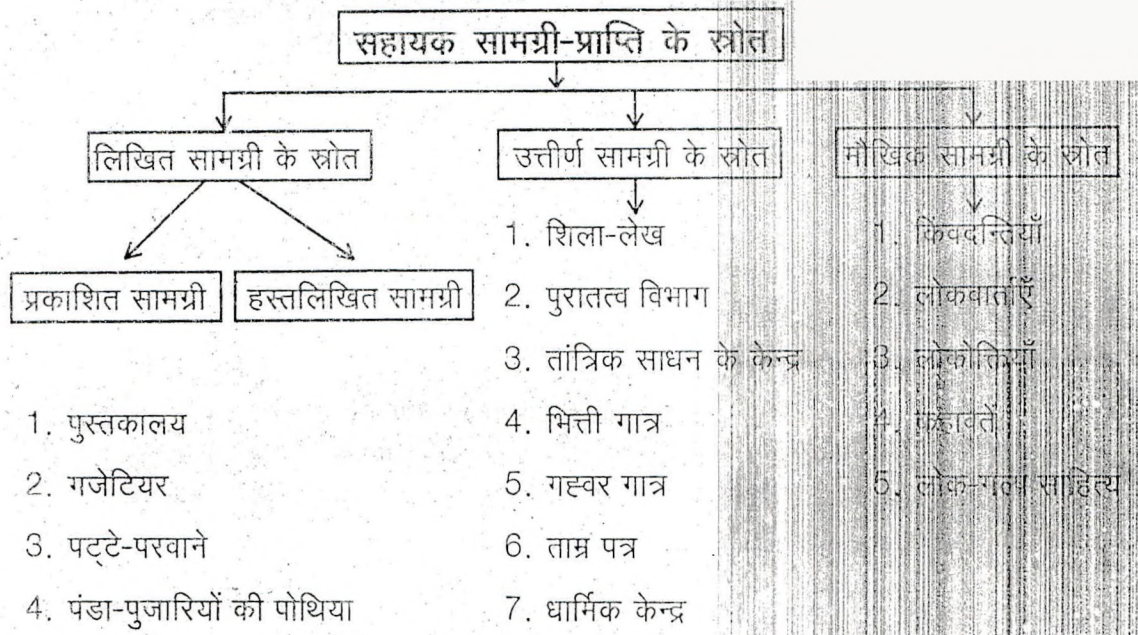 सहायक सामग्री-प्राप्ति के स्रोत
लिखित सामग्री के स्रोत
प्रकाशित सामग्री
हस्तलिखित सामग्री
1. पुस्तकालय
2. गजेटियर
3. पट्टे-परवाने
4. पंडा-पुजारियों की पोथिया
उत्तीर्ण सामग्री के स्रोत
1. शिला-लेख
2. पुरातत्व विभाग
3. तांत्रिक साधन के केन्द्र
4. भित्ती गात्र
5. गह्वर गात्र
6. ताम्र पत्र
7. धार्मिक केन्द्र
मौखिक सामग्री के स्रोत
1. किंवदन्तियाँ
2. लोकवार्ताएँ
3. लोकोक्तियाँ
4. कहावतें
5. साहित्य